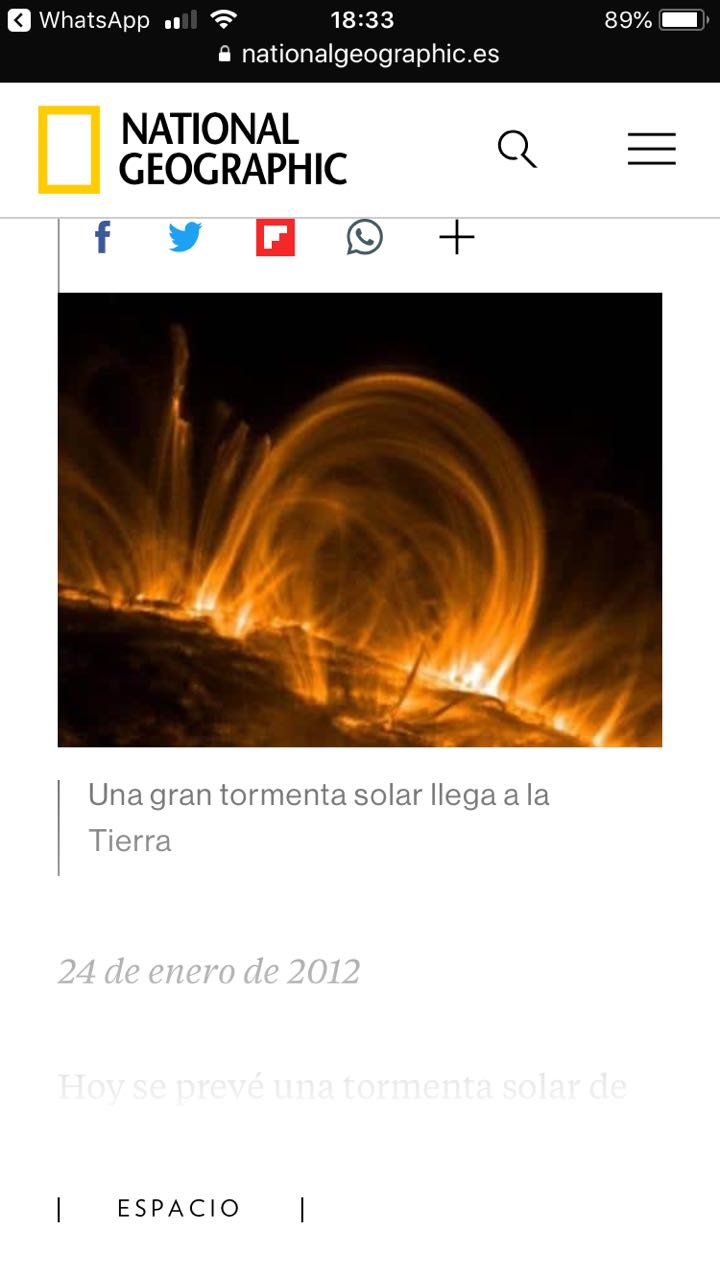 WhatsApp 18:33 89%
nationalgeographic.es
NATIONAL
GEOGRAPHIC
Una gran tormenta solar llega a la
Tierra
24 de enero de 2012
Hoy se prevé una tormenta solar de
ESPACIO